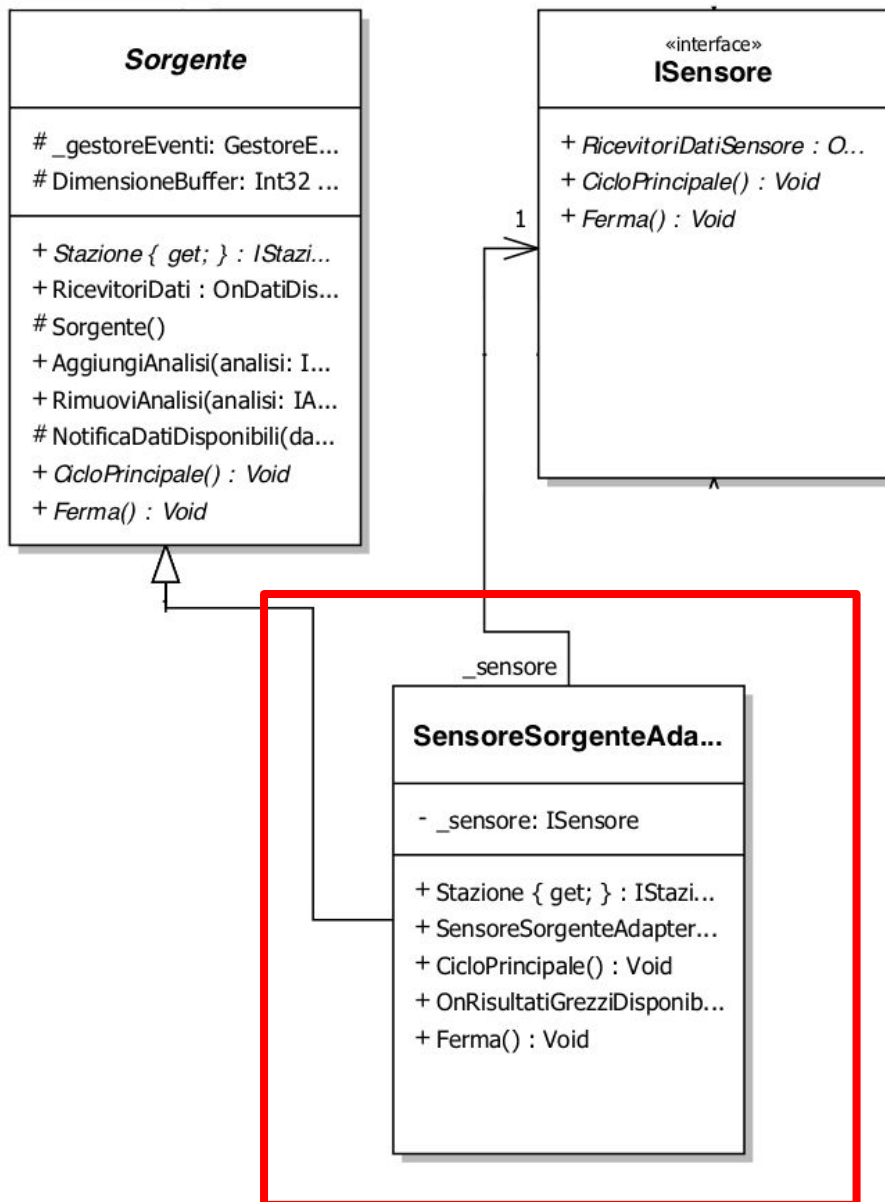 Sorgente
# _gestoreEventi: GestoreE...
# DimensioneBuffer: Int32 ...
+ Stazione { get; } : IStazi...
+ RicevitoriDati : OnDatiDis...
# Sorgente()
+ AggiungiAnalisi(analisi: I...
+ RimuoviAnalisi(analisi: IA...
# NotificaDatiDisponibili(da...
+ CicloPrincipale() : Void
+ Ferma() : Void
«interface»
ISensore
+ RicevitoriDatiSensore : O...
+ CicloPrincipale() : Void
+ Ferma() : Void
1
_sensore
SensoreSorgenteAda...
- _sensore: ISensore
+ Stazione { get; } : IStazi...
+ SensoreSorgenteAdapter...
+ CicloPrincipale() : Void
+ OnRisultatiGrezziDisponib...
+ Ferma() : Void